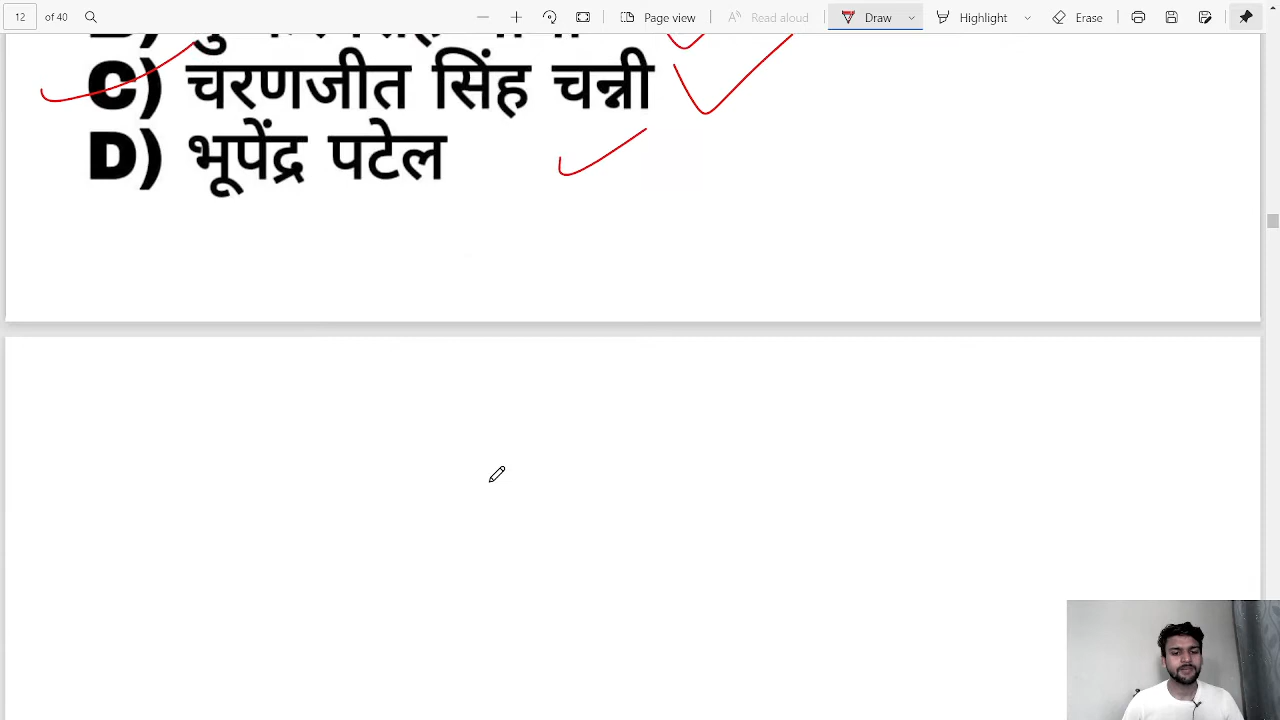 12 of 40 Page view Read aloud Draw Highlight Erase
C) चरणजीत सिंह चन्नी
D) भूपेंद्र पटेल